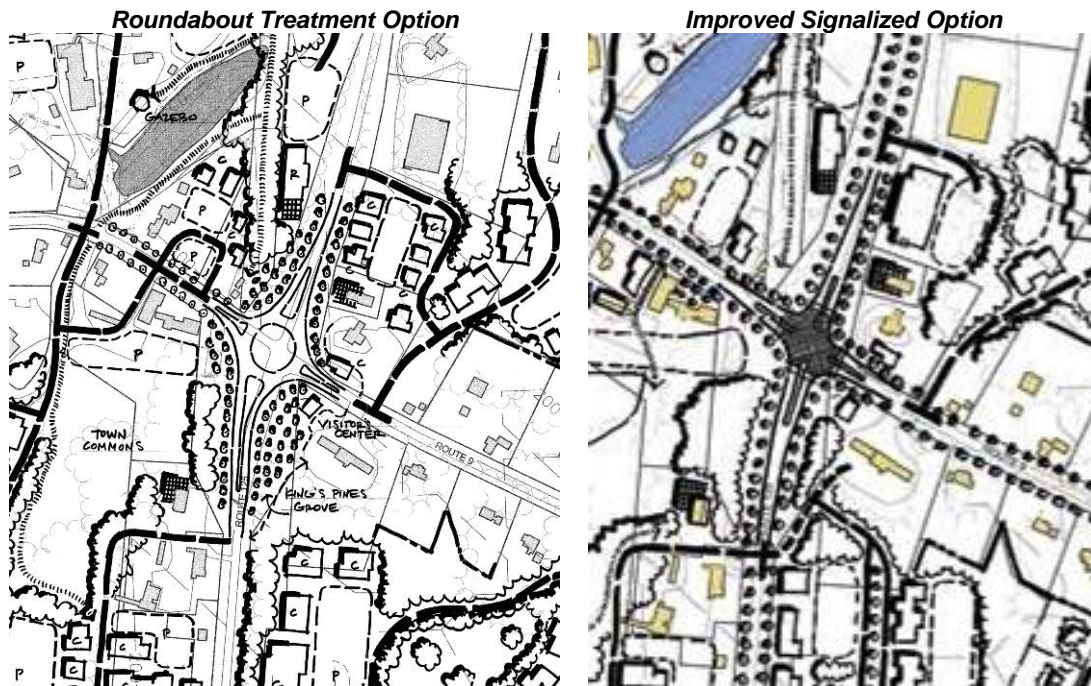 Roundabout Treatment Option
Improved Signalized Option
P
P
GAZEBO
C
C
P
R
C
P
C
C
C
C
P
C
TOWN
COMMONS
VISITOR'S
CENTER
ROUTE 9
KING'S PINES
GROVE
C
C
C
C
C
P
P
P